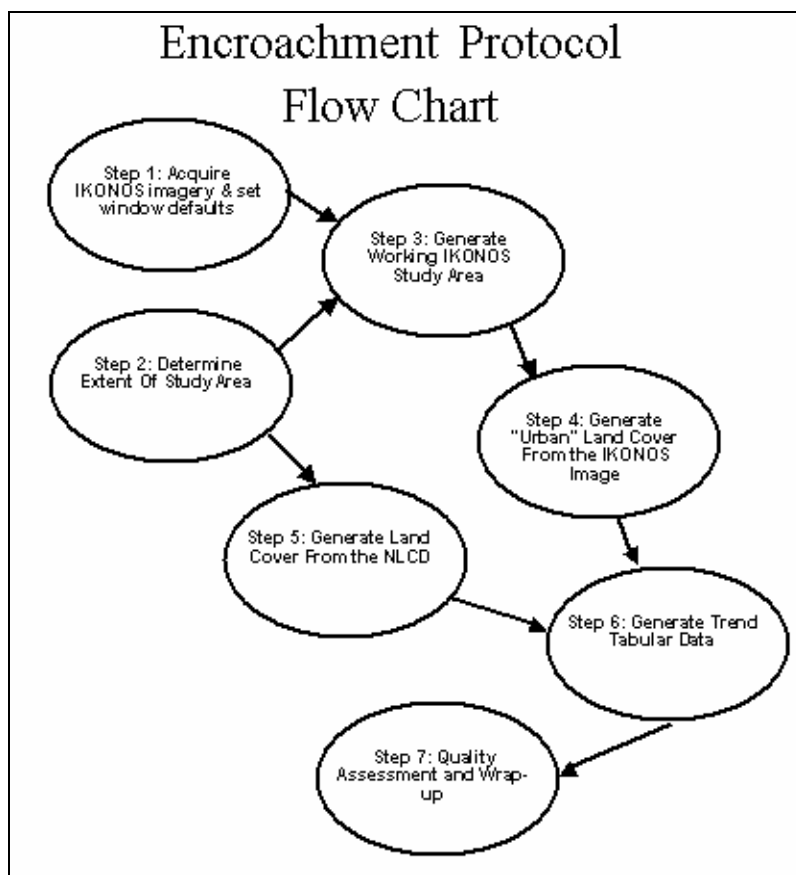 Encroachment Protocol
Flow Chart
Step 1: Acquire
IKONOS imagery & set
window defaults
Step 3: Generate
Working IKONOS
Study Area
Step 2: Determine
Extent Of Study Area
Step 4: Generate
"Urban" Land Cover
From the IKONOS
Image
Step 5: Generate Land
Cover From the NLCD
Step 6: Generate Trend
Tabular Data
Step 7: Quality
Assessment and Wrap-
up